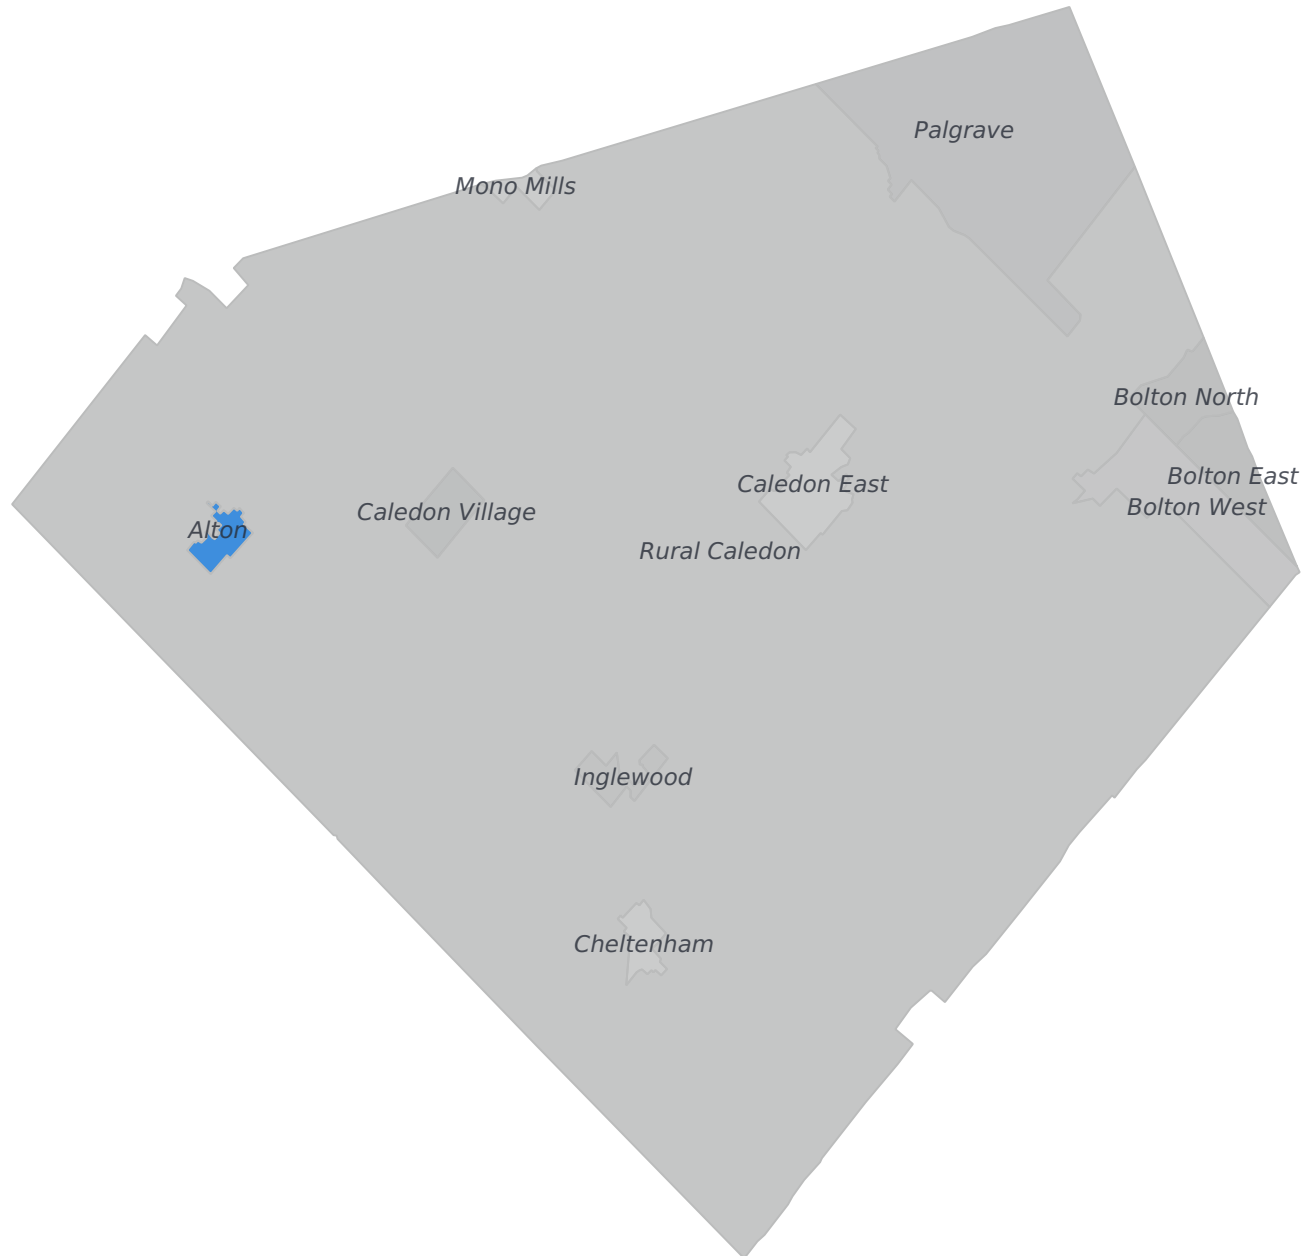 Palgrave
Mono Mills
Bolton North
Bolton East
Caledon East
Bolton West
Caledon Village
Alton
Rural Caledon
Inglewood
Cheltenham